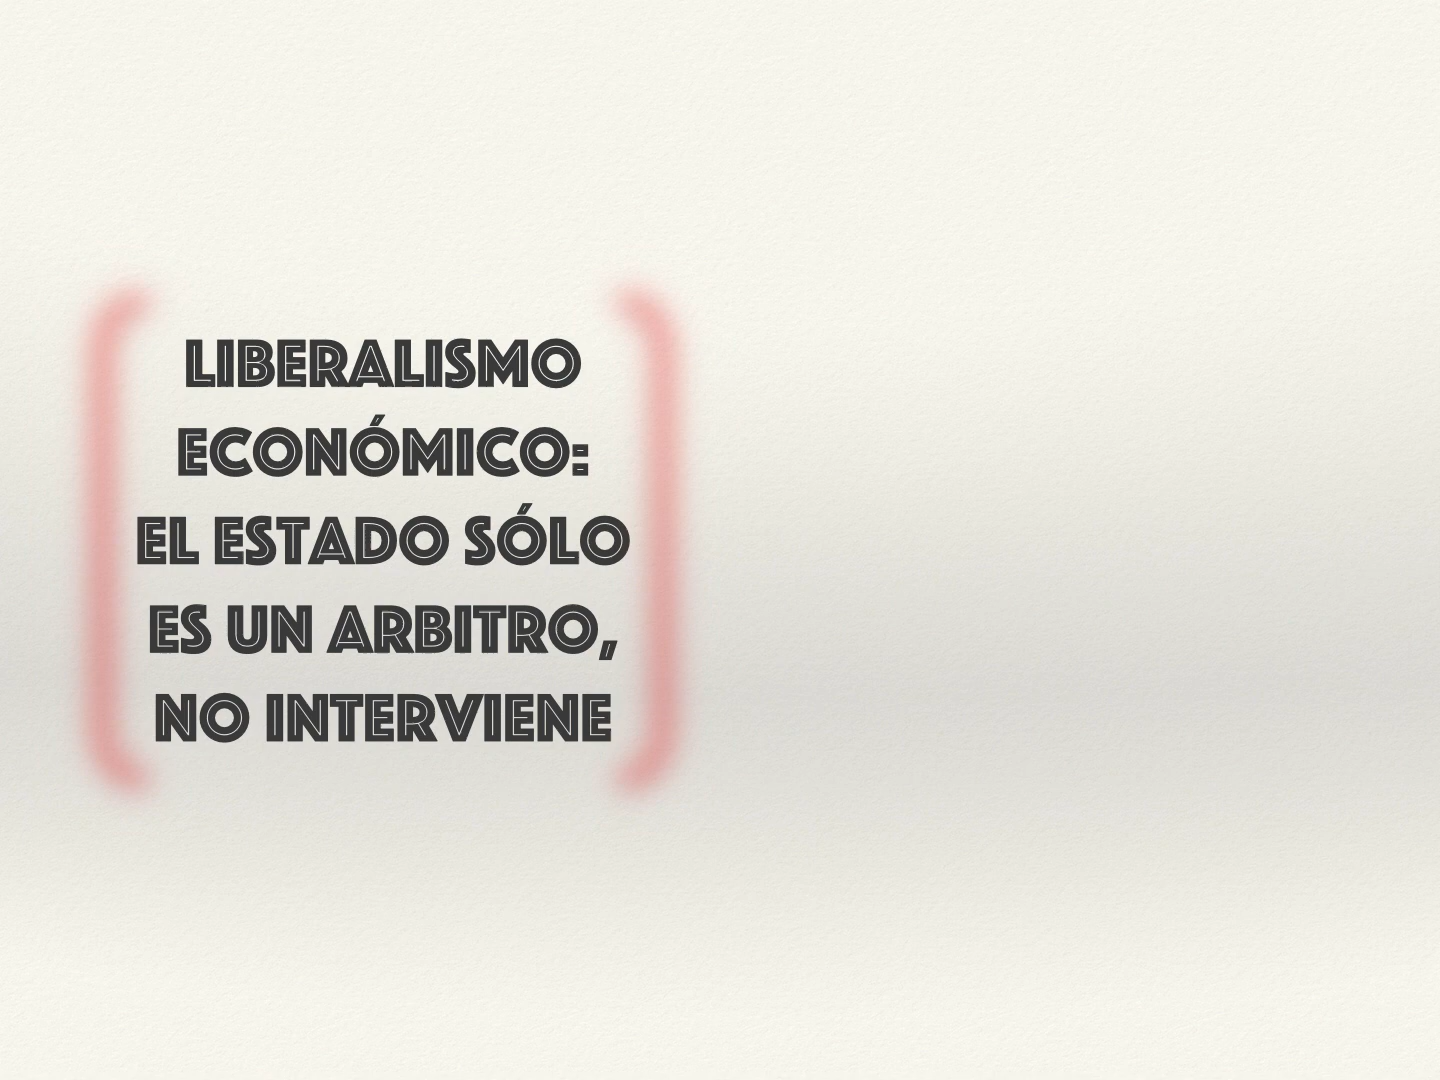 LIBERALISMO
ECONÓMICO:
EL ESTADO SÓLO
ES UN ARBITRO,
NO INTERVIENE